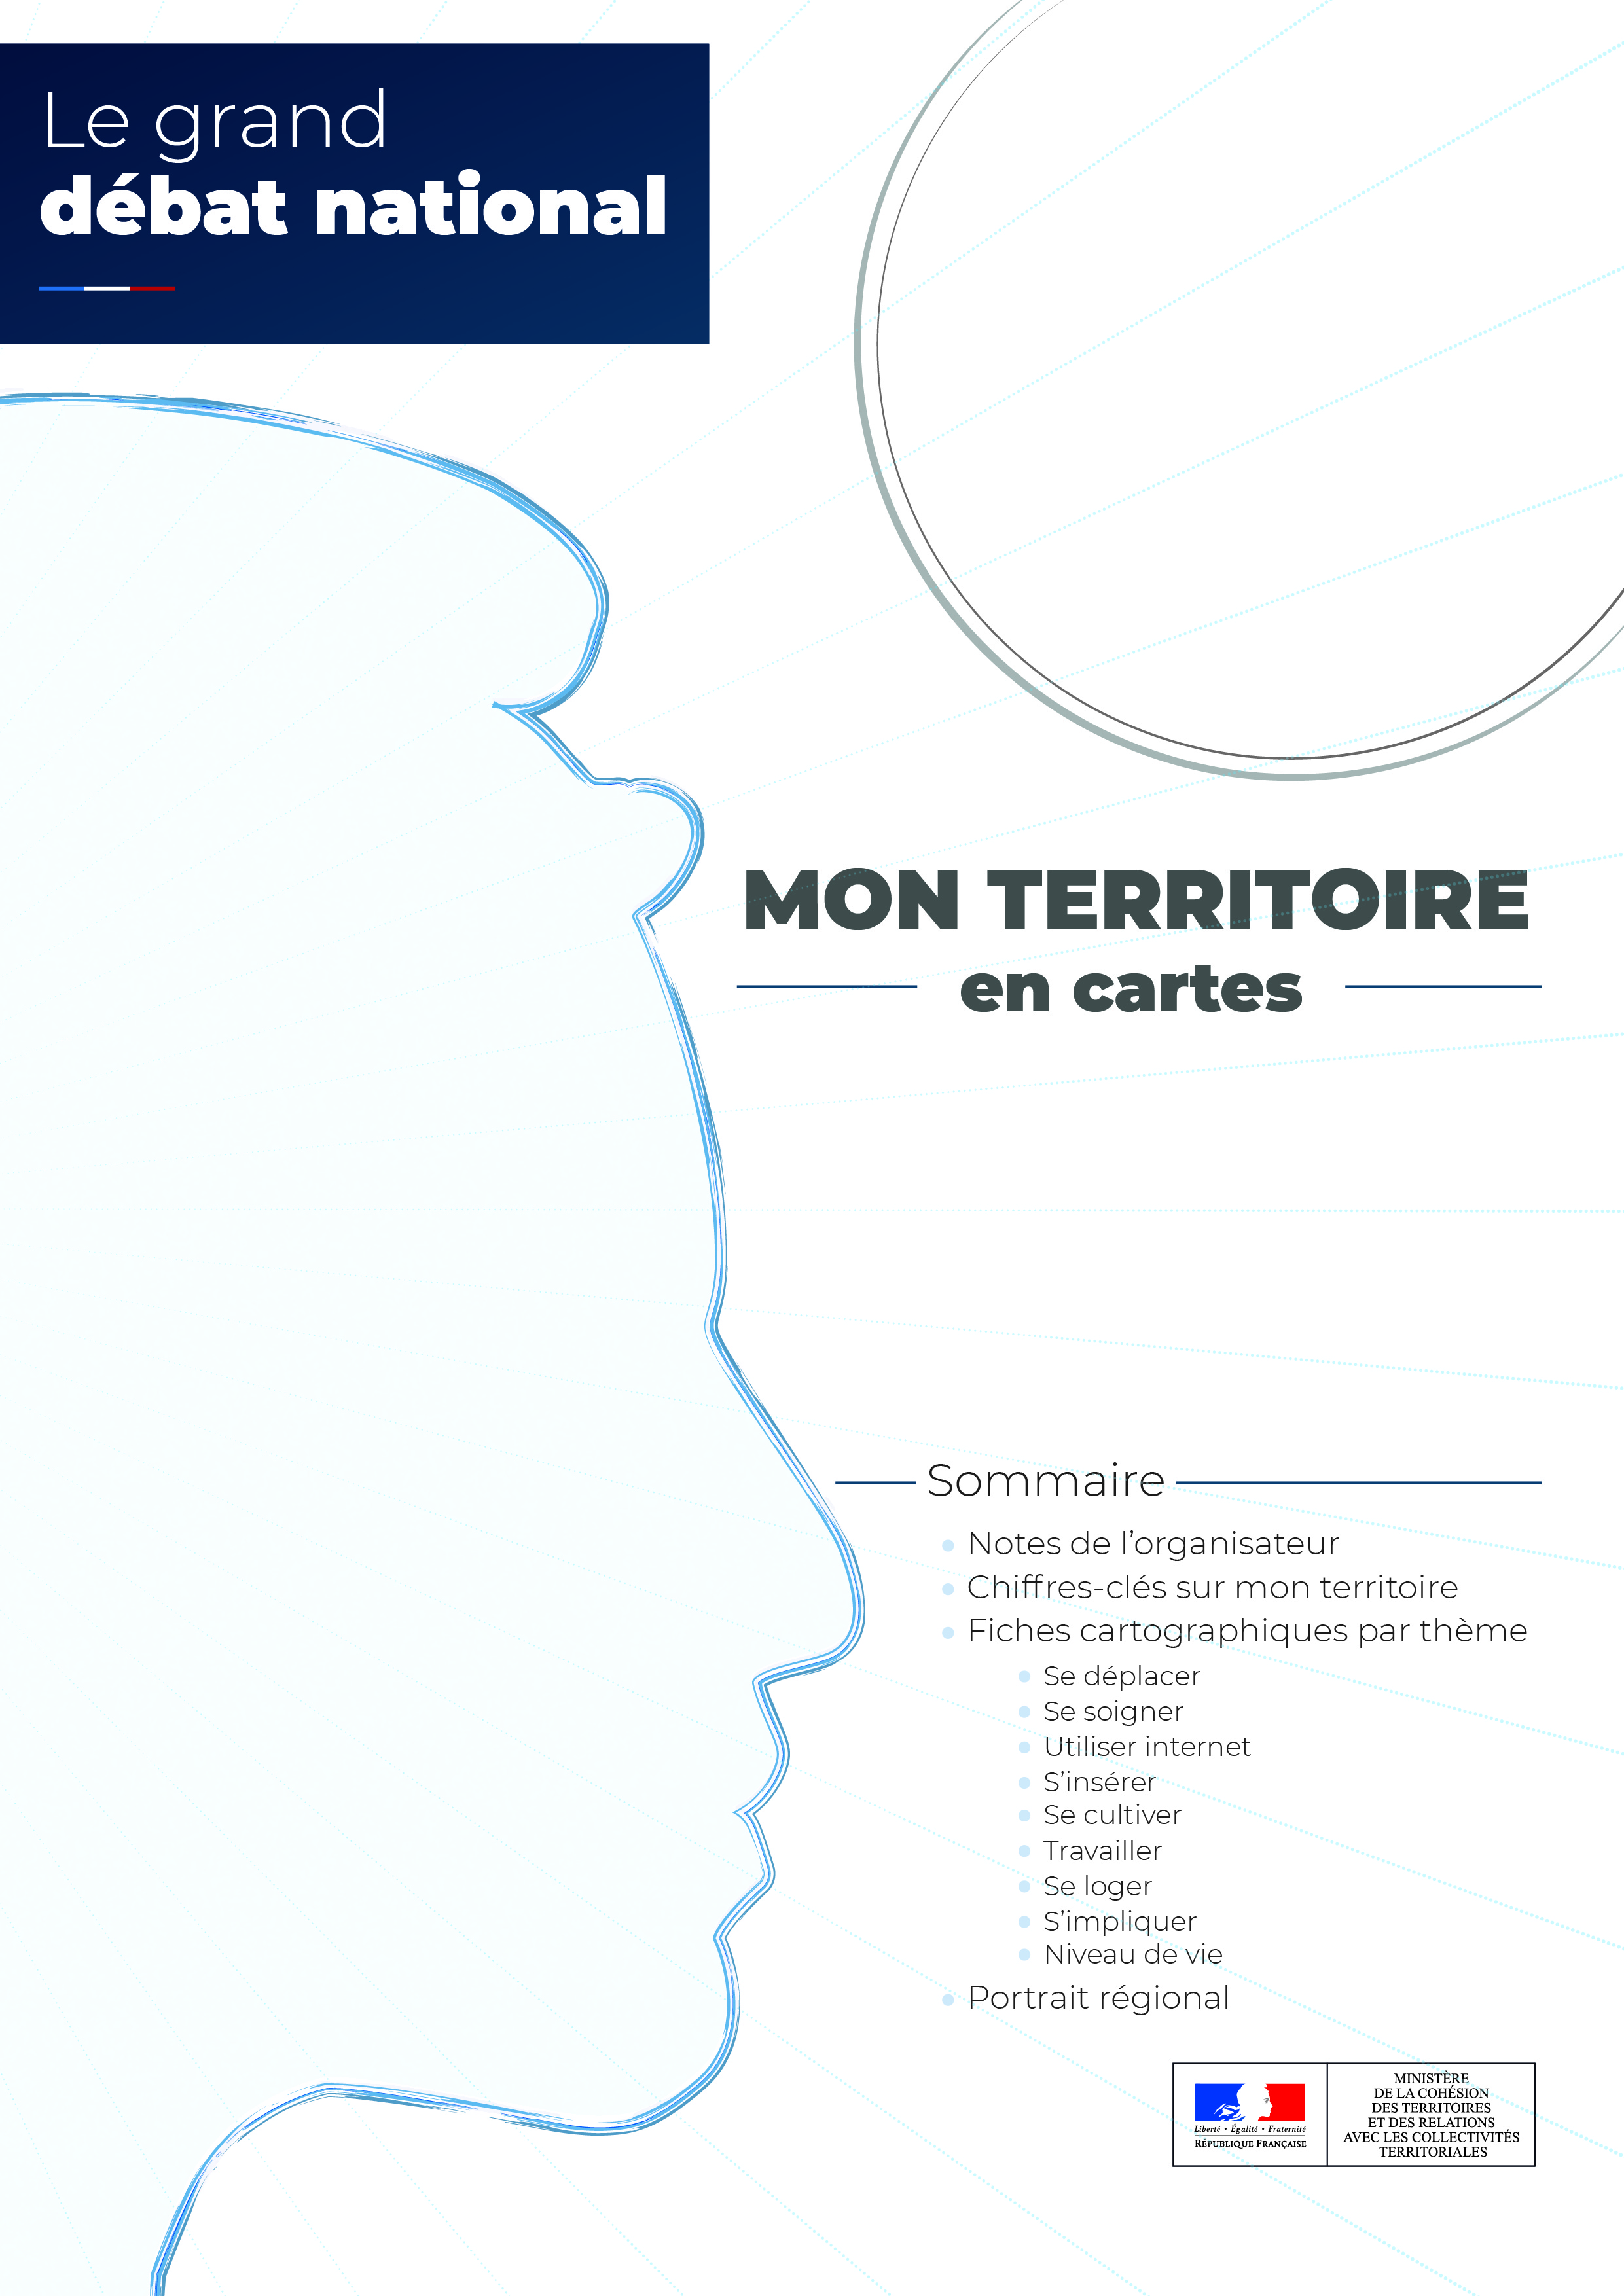 Le grand
débat national
MON TERRITOIRE
en cartes
Sommaire
Notes de l’organisateur
Chiffres-clés sur mon territoire
Fiches cartographiques par thème
Se déplacer
Se soigner
Utiliser internet
S’insérer
Se cultiver
Travailler
Se loger
S’impliquer
Niveau de vie
Portrait régional
Liberté • Égalité • Fraternité
RÉPUBLIQUE FRANÇAISE
MINISTÈRE
DE LA COHÉSION
DES TERRITOIRES
ET DES RELATIONS
AVEC LES COLLECTIVITÉS
TERRITORIALES